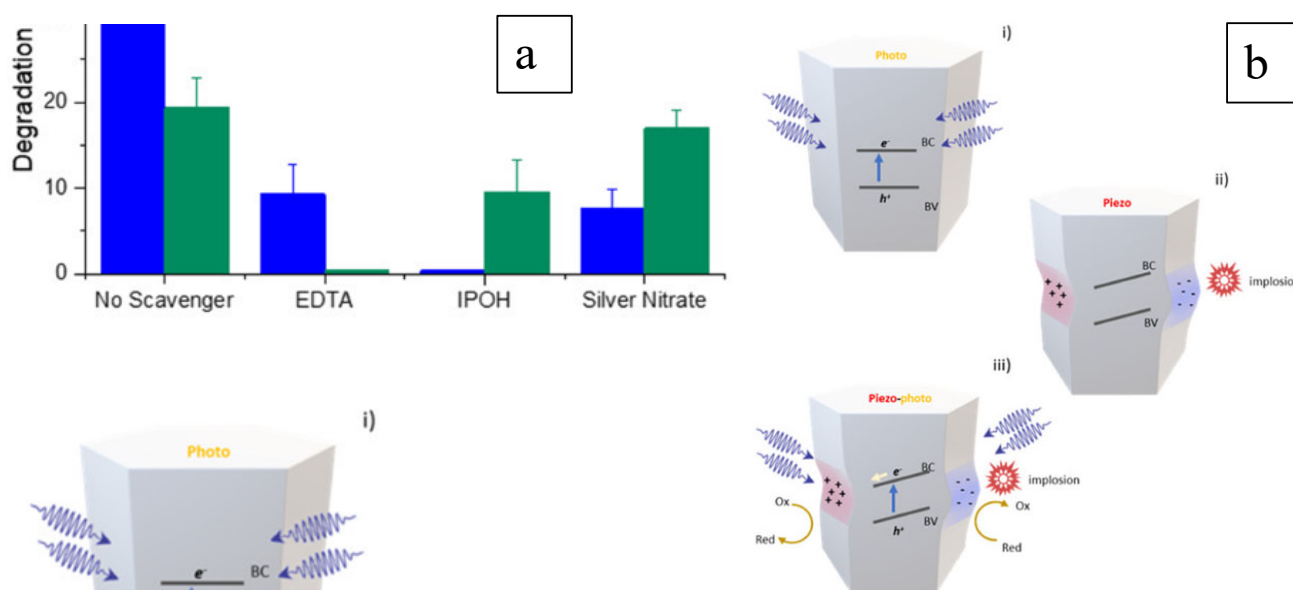 a
Degradation
20
10
0
No Scavenger
EDTA
IPOH
Silver Nitrate
b
i)
Photo
e-
BC
h+
BV
ii)
Piezo
BC
+ + + + +
- - - - -
BV
iii)
Piezo-photo
e-
BC
+ + + + + +
- - - - -
implosion
h+
BV
Ox
Red
Ox
Red
i)
Photo
e-
BC